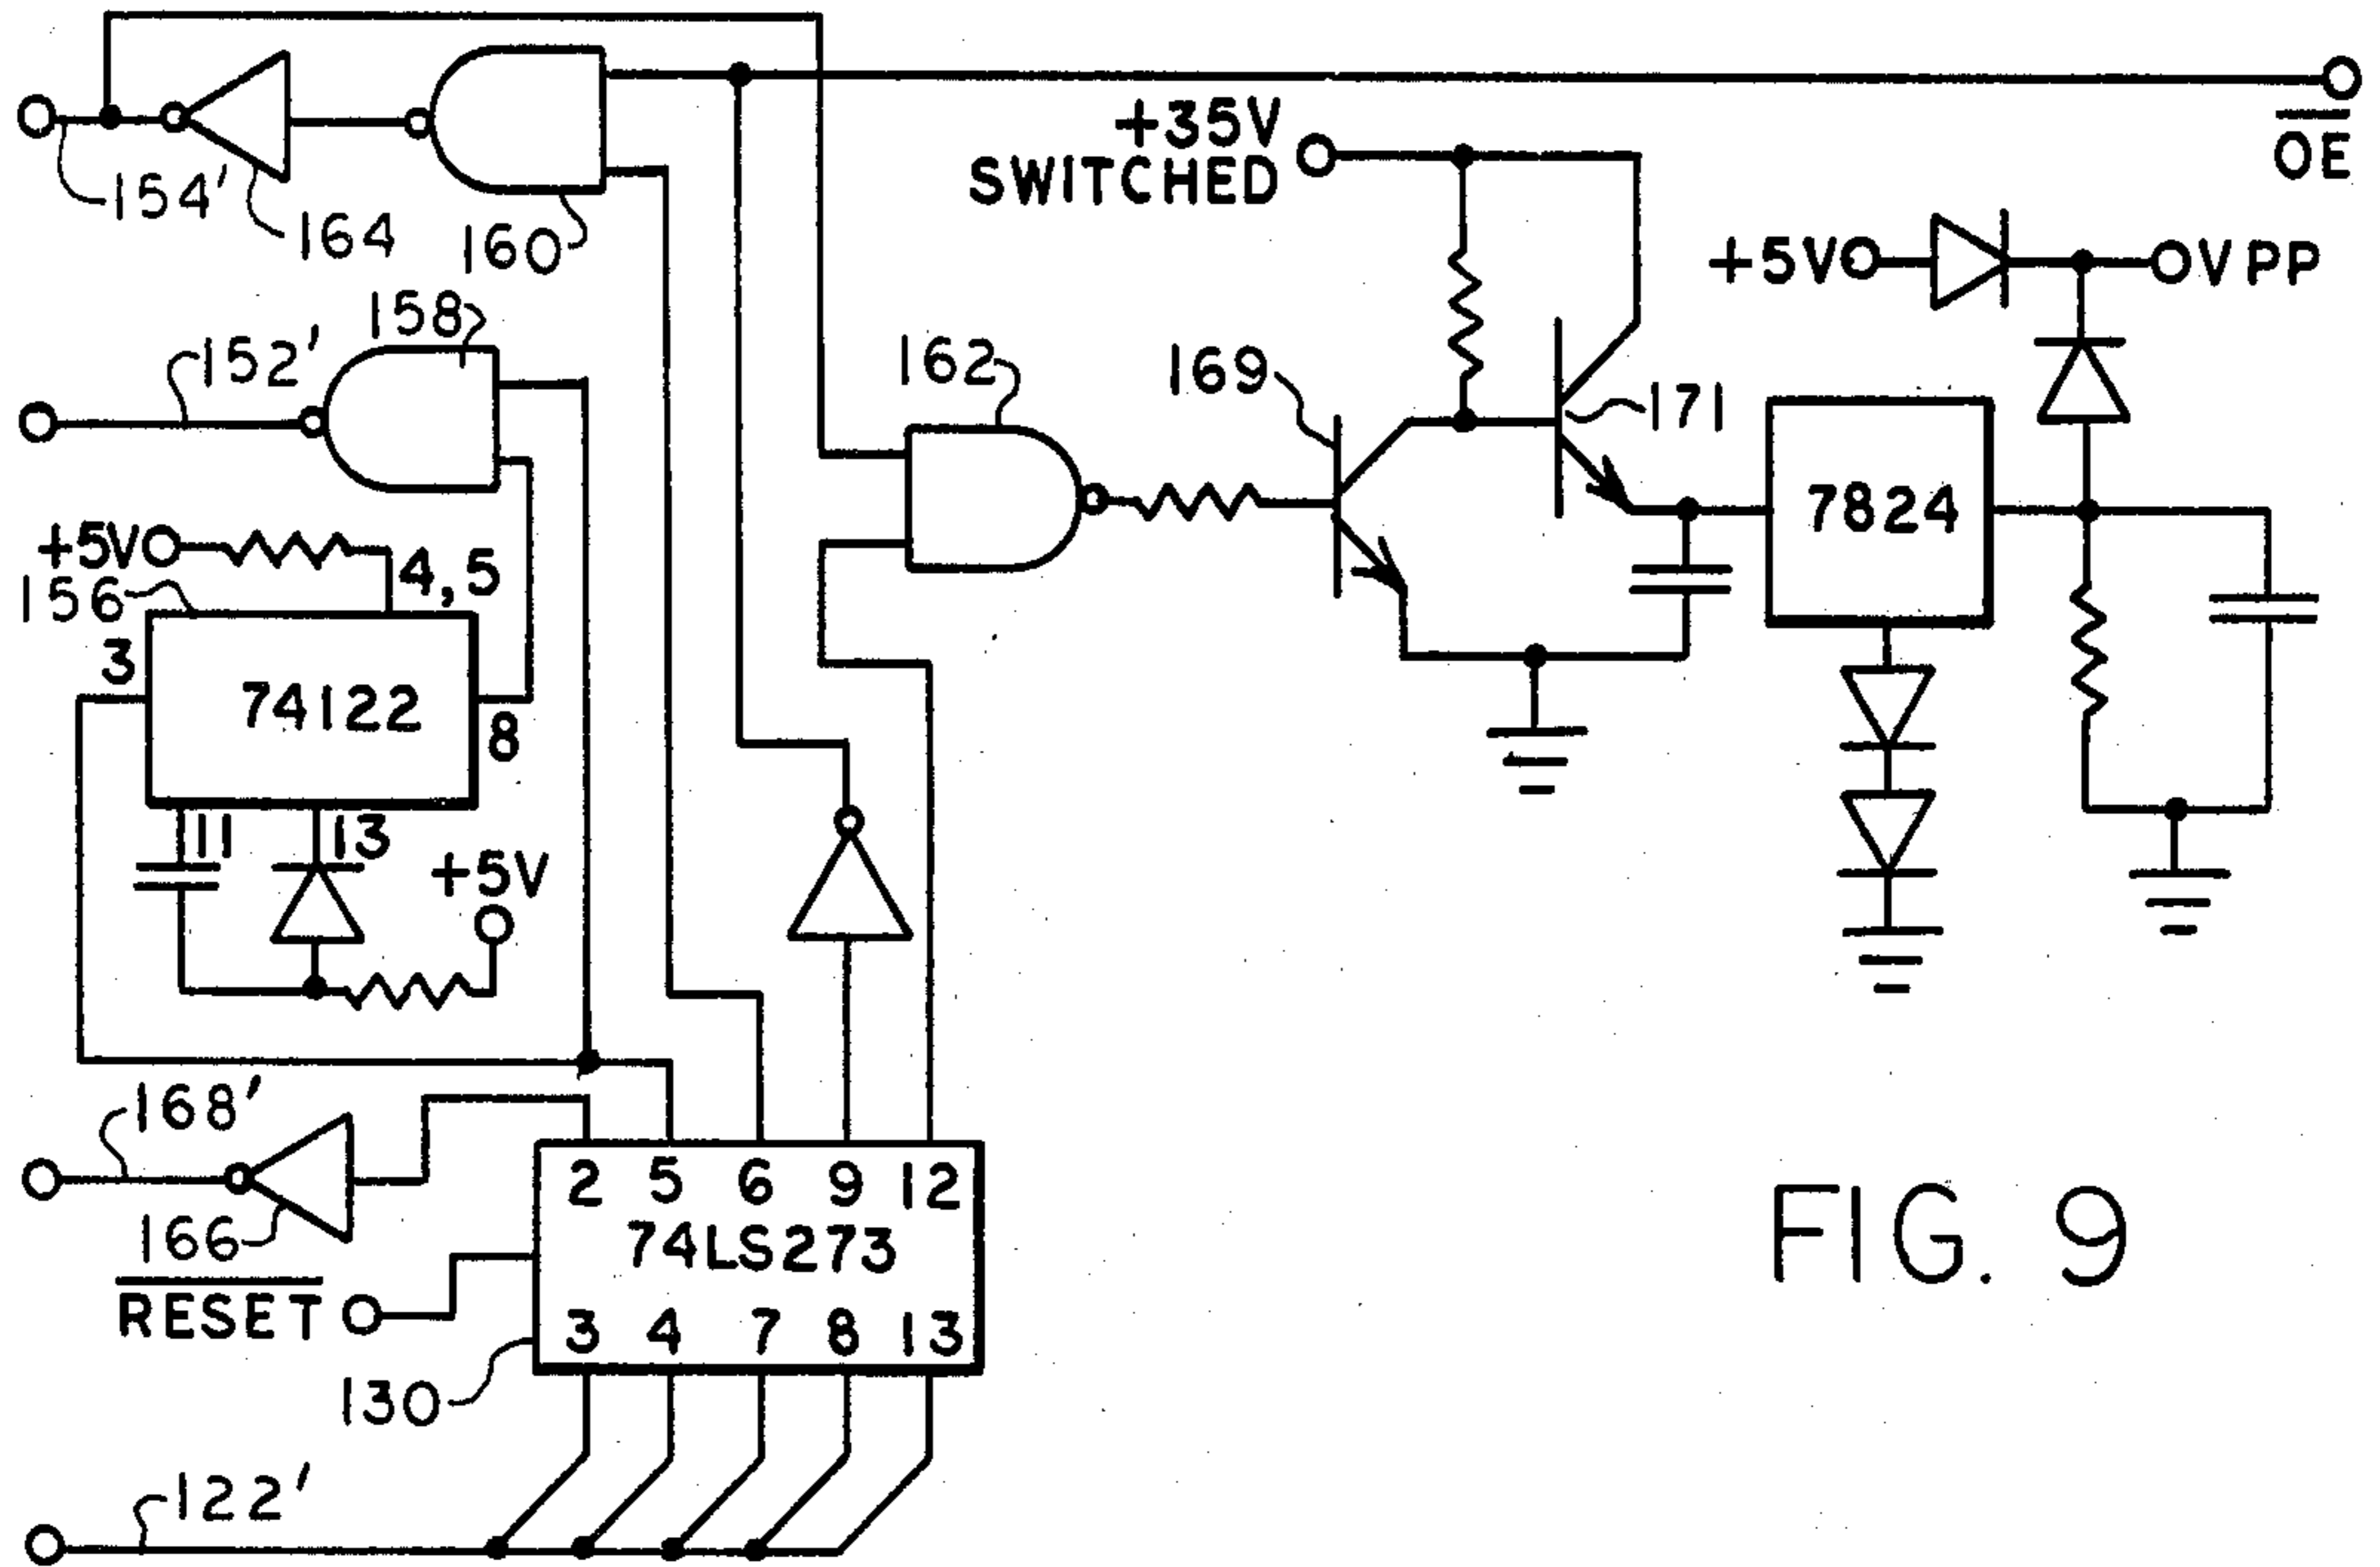 +35V
SWITCHED
OE
154'
164
160
+5V
VPP
158
152'
162
169
171
7824
+5V
4,5
156
3
74122
8
11
13
+5V
168'
2 5 6 9 12
166
74LS273
RESET
3 4 7 8 13
130
122'
FIG. 9